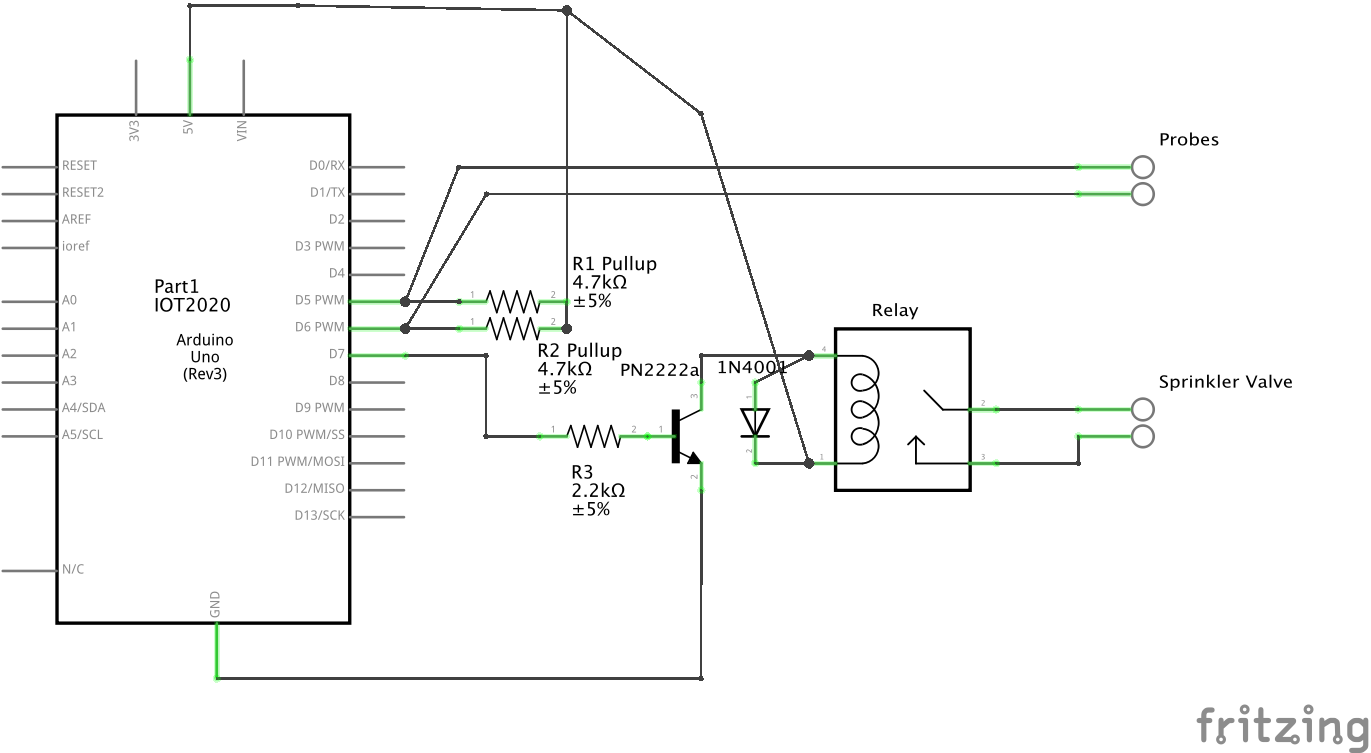 3V3
5V
VIN
Probes
RESET
D0/RX
RESET2
D1/TX
AREF
D2
ioref
D3 PWM
D4
R1 Pullup
4.7kΩ
±5%
Part1
IOT2020
A0
D5 PWM
1
2
A1
D6 PWM
1
2
Relay
Arduino
Uno
(Rev3)
A2
D7
R2 Pullup
4.7kΩ
±5%
PN2222a
1N4001
4
A3
D8
Sprinkler Valve
3
1
A4/SDA
D9 PWM
2
A5/SCL
D10 PWM/SS
1
2
1
D11 PWM/MOSI
2
1
3
R3
2.2kΩ
±5%
2
D12/MISO
D13/SCK
N/C
GND
fritzing